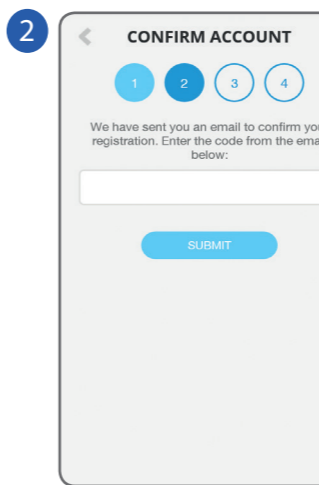 2
CONFIRM ACCOUNT
1 2 3 4
We have sent you an email to confirm you
registration. Enter the code from the ema
below:
SUBMIT